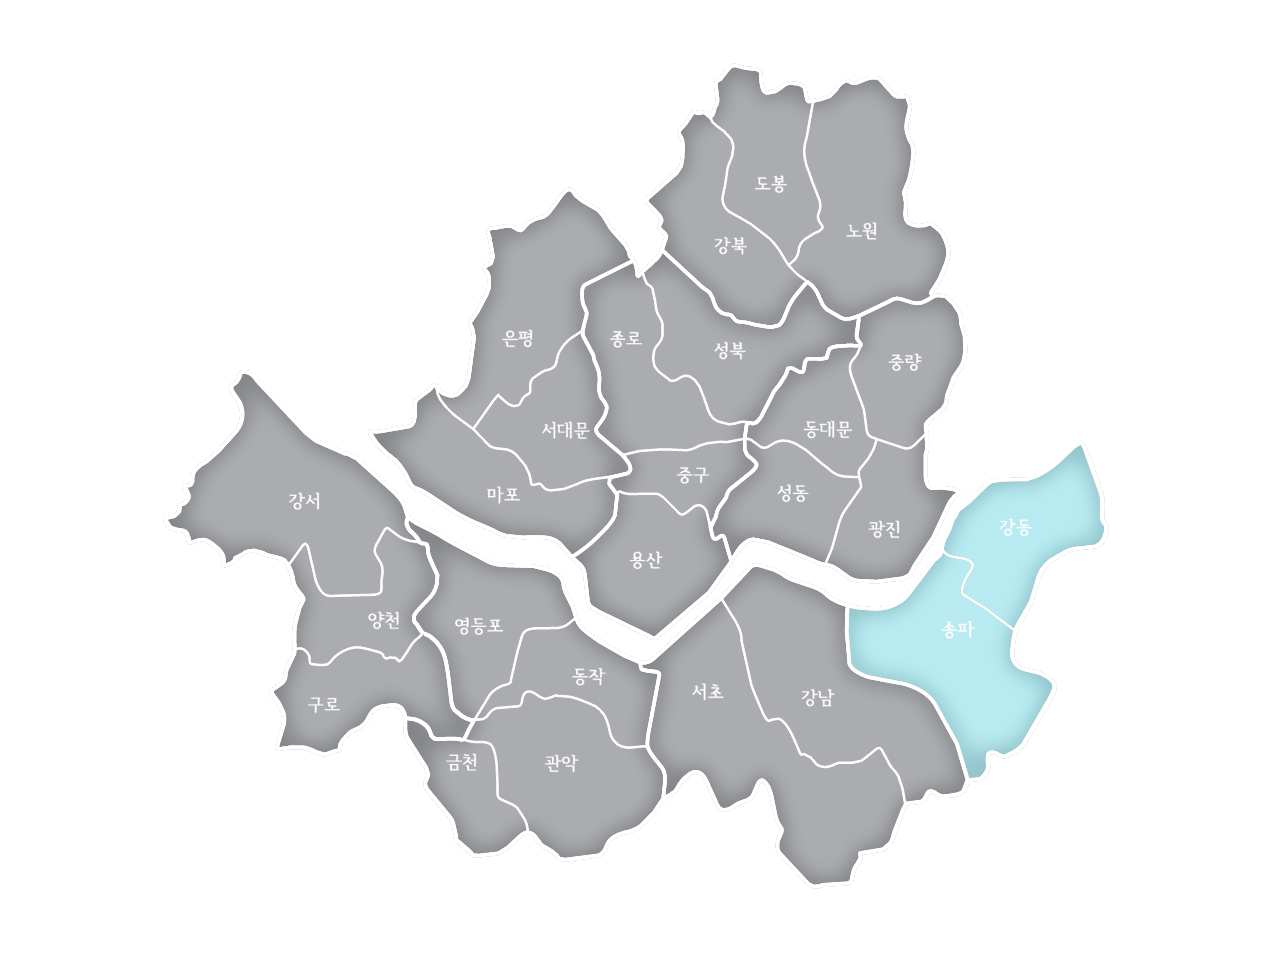 도봉
노원
강북
은평
종로
성북
중랑
서대문
동대문
중구
마포
성동
강서
강동
광진
용산
양천
영등포
송파
동작
서초
강남
구로
금천
관악